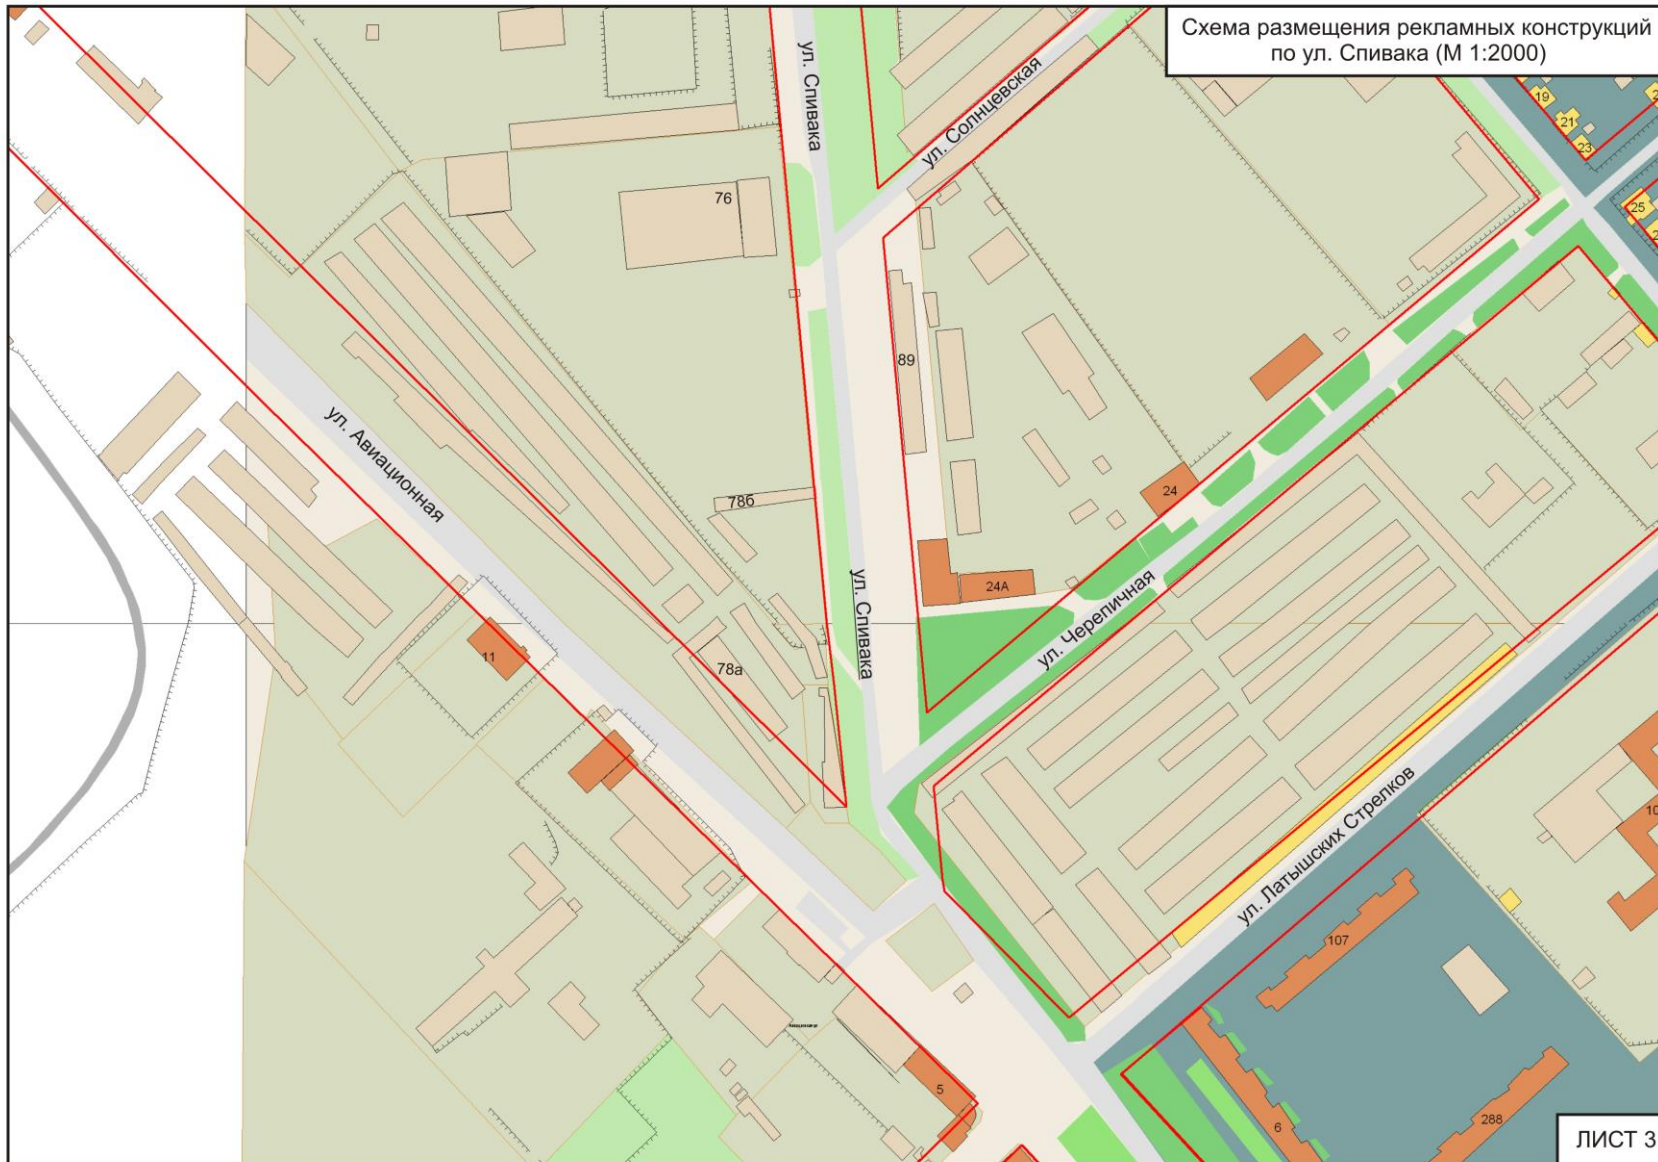 Схема размещения рекламных конструкций
по ул. Спивака (М 1:2000)
ул. Спивака
ул. Солнцевская
19
21
23
25
76
89
ул. Авиационная
78б
24
24А
ул. Спивака
ул. Черепичная
11
78а
ул. Латышских Стрелков
107
5
6
288
ЛИСТ 3